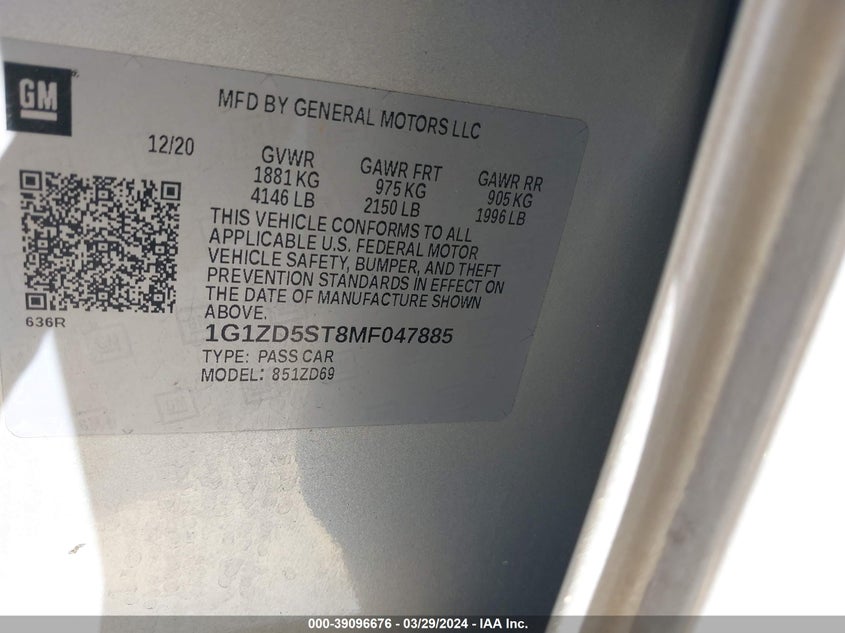 GM
MFD BY GENERAL MOTORS LLC
12/20
GVWR
1881 KG
4146 LB
GAWR FRT
975 KG
2150 LB
GAWR RR
905 KG
1996 LB
THIS VEHICLE CONFORMS TO ALL
APPLICABLE U.S. FEDERAL MOTOR
VEHICLE SAFETY, BUMPER, AND THEFT
PREVENTION STANDARDS IN EFFECT ON
THE DATE OF MANUFACTURE SHOWN
ABOVE.
636R
1G1ZD5ST8MF047885
TYPE: PASS CAR
MODEL: 851ZD69
000-39096676 - 03/29/2024 - IAA Inc.